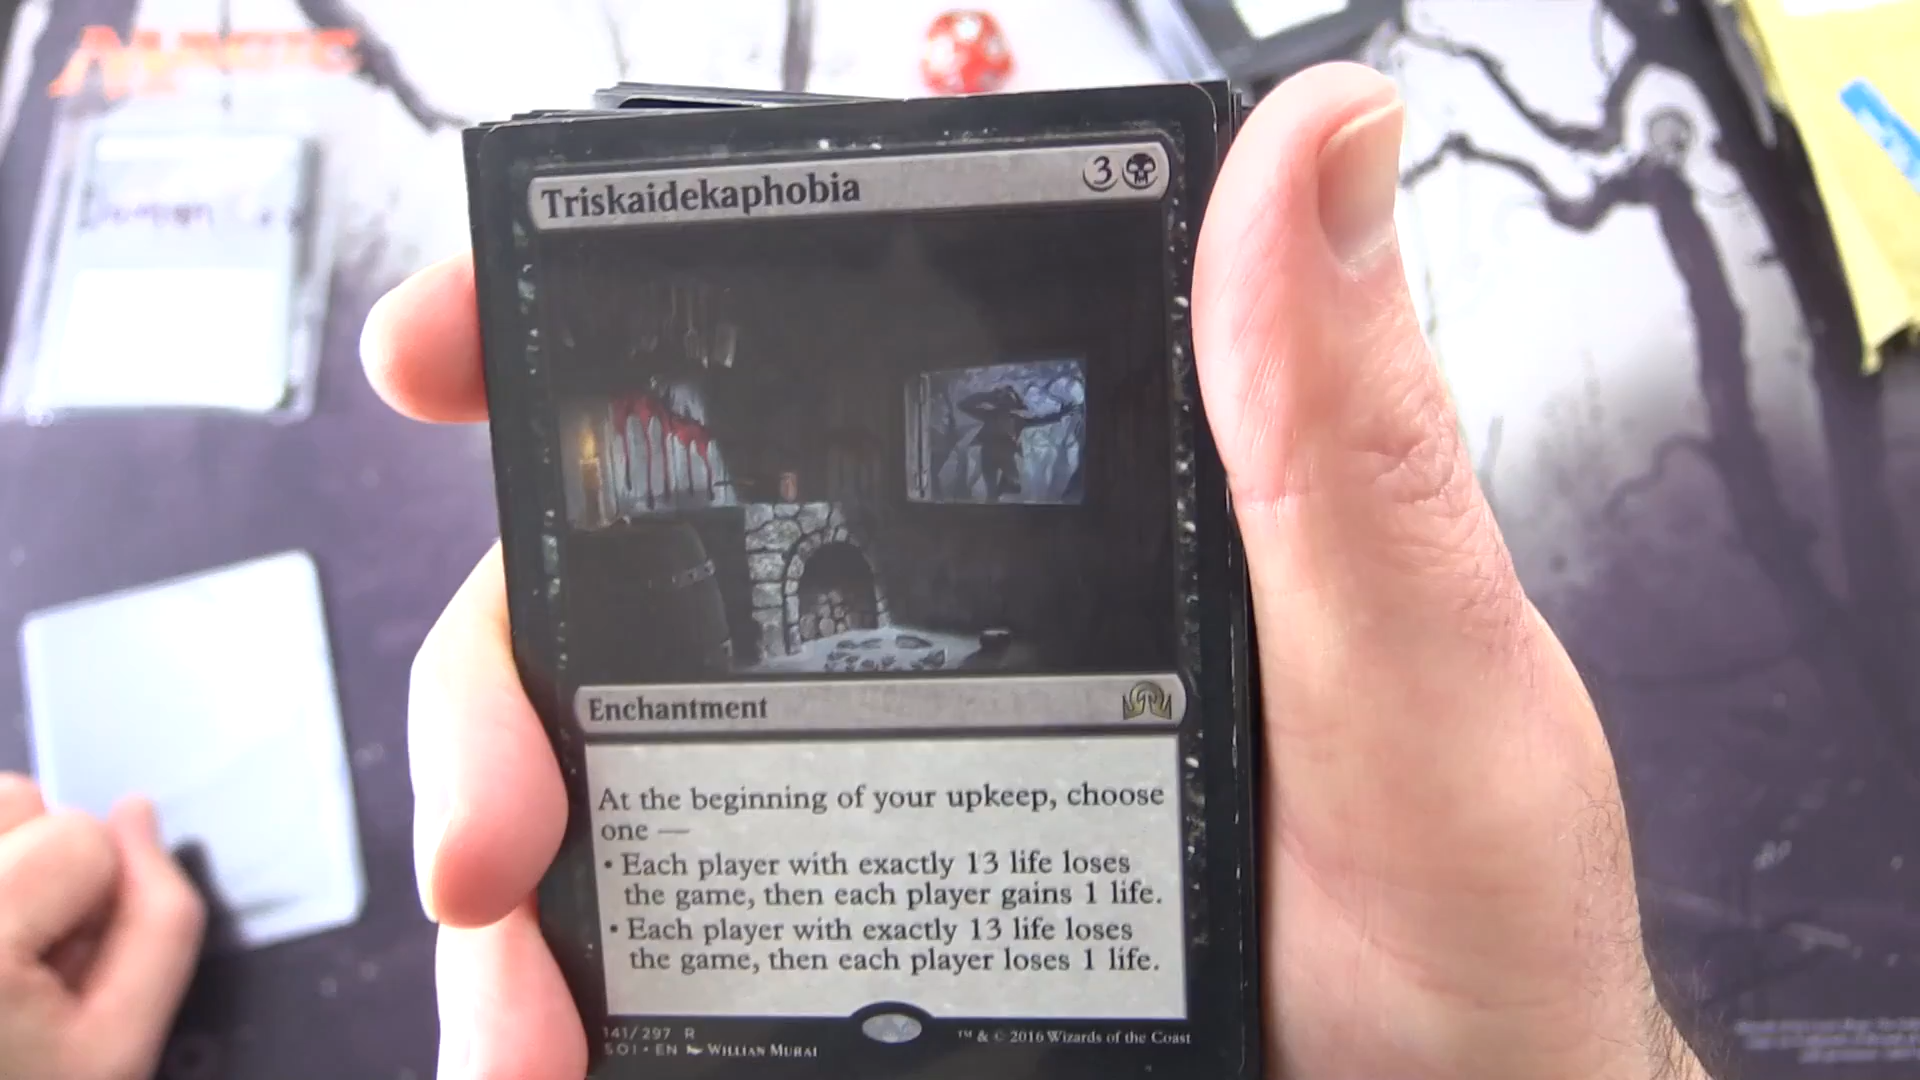 MAGIC
Triskaidekaphobia 3
Enchantment
At the beginning of your upkeep, choose
one —
• Each player with exactly 13 life loses
the game, then each player gains 1 life.
• Each player with exactly 13 life loses
the game, then each player loses 1 life.
141/297 R
SOI • EN WILLIAN MURAI
™ & © 2016 Wizards of the Coast